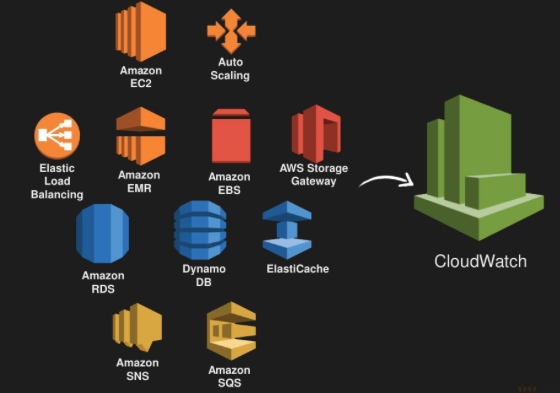 Amazon
EC2
Auto
Scaling
Elastic
Load
Balancing
Amazon
EMR
Amazon
EBS
AWS Storage
Gateway
CloudWatch
Amazon
RDS
Dynamo
DB
ElastiCache
Amazon
SNS
Amazon
SQS